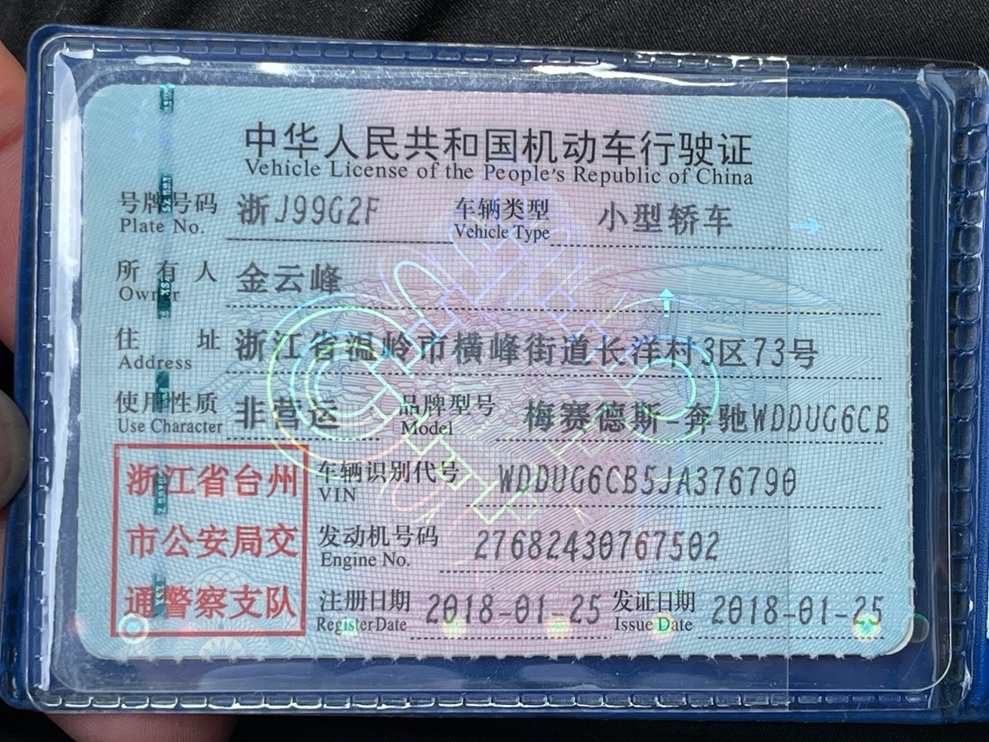 中华人民共和国机动车行驶证
Vehicle License of the People's Republic of China
号牌号码 浙J99G2F 车辆类型 小型轿车
Plate No. Vehicle Type
所有人 金云峰
Owner
住址 浙江省温岭市横峰街道长洋村3区73号
Address
使用性质 非营运 品牌型号 梅赛德斯-奔驰WDDUG6CB
Use Character Model
浙江省台州 车辆识别代号 WDDUG6CB5JA376790
VIN
市公安局交 发动机号码 27682430767502
Engine No.
通警察支队 注册日期 2018-01-25 发证日期 2018-01-25
Register Date Issue Date